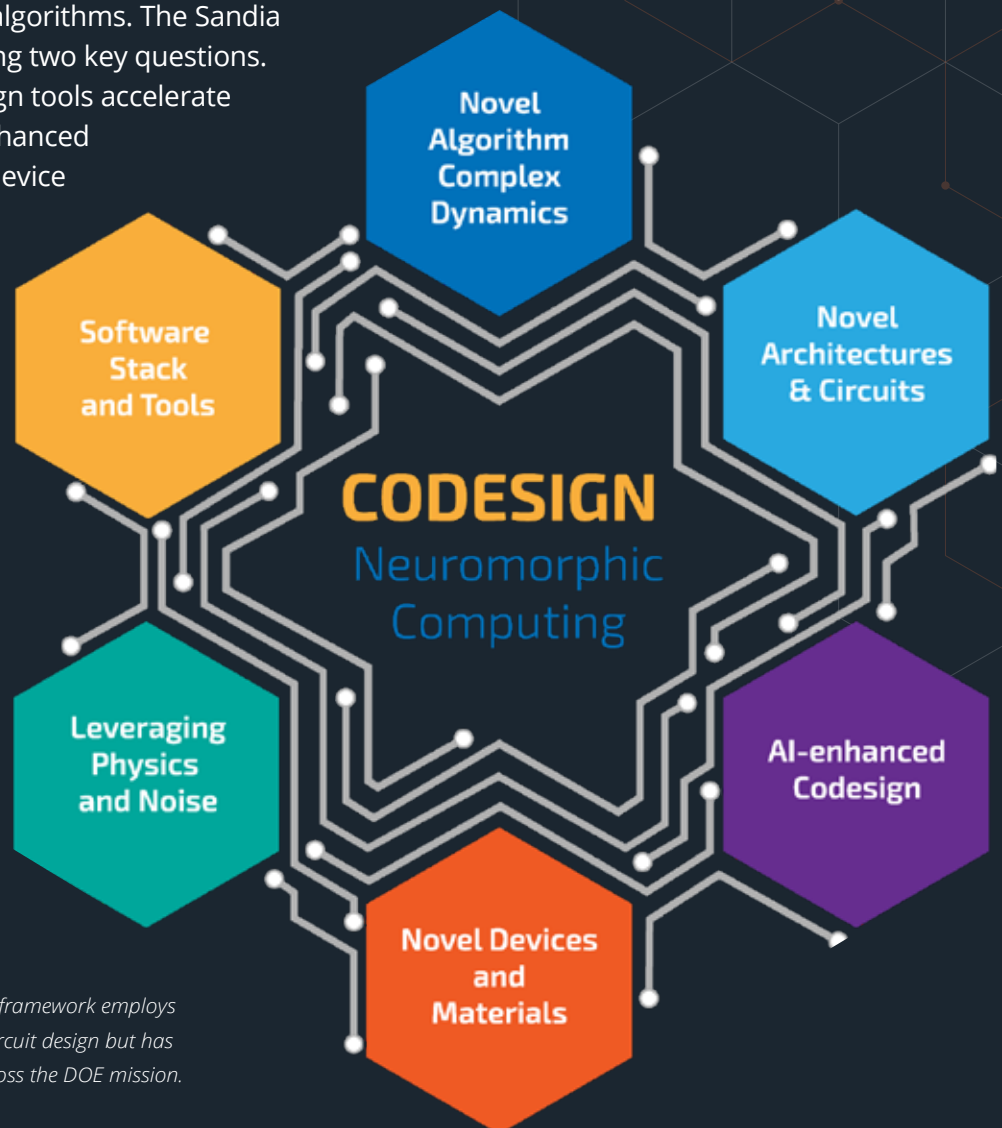 algorithms. The Sandia
ng two key questions.
gn tools accelerate
hanced
evice
Novel
Algorithm
Complex
Dynamics
Software
Stack
and Tools
Novel
Architectures
& Circuits
CODESIGN
Neuromorphic
Computing
Leveraging
Physics
and Noise
AI-enhanced
Codesign
Novel Devices
and
Materials
framework employs
rcuit design but has
oss the DOE mission.